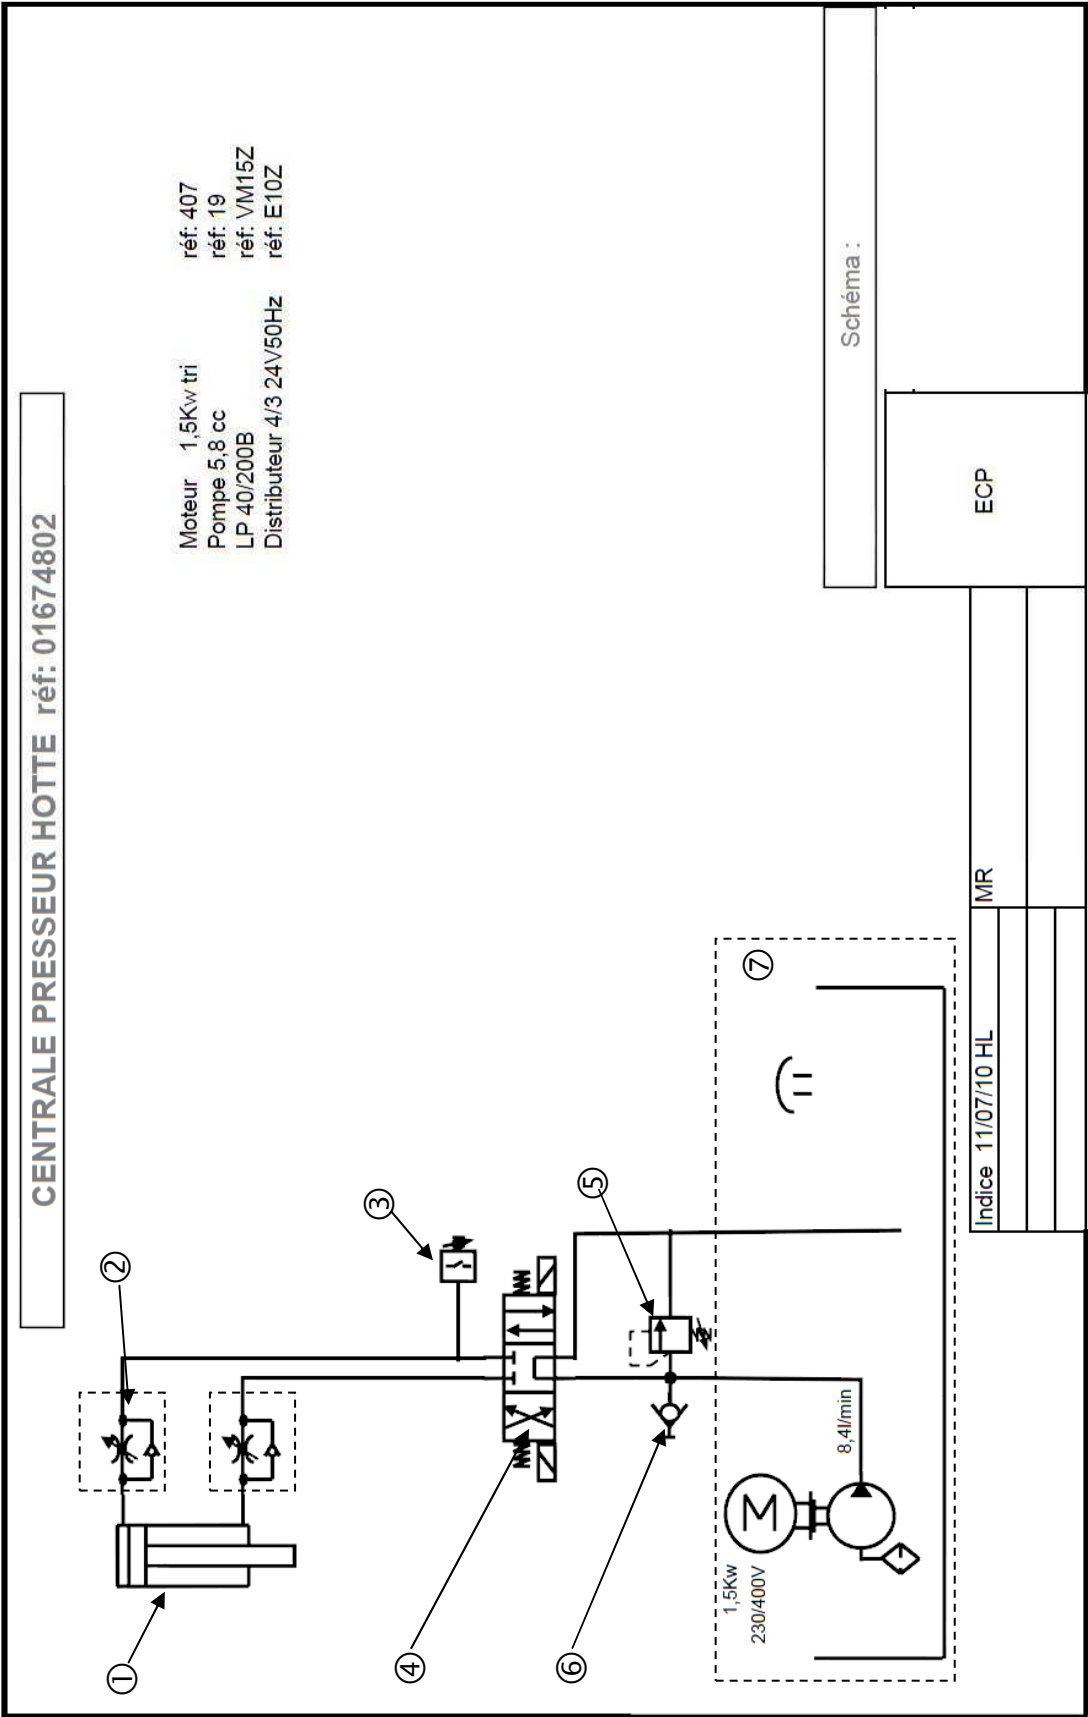 CENTRALE PRESSEUR HOTTE réf: 01674802
Moteur 1,5Kw tri réf: 407
Pompe 5,8 cc réf: 19
LP 40/200B réf: VM15Z
Distributeur 4/3 24V50Hz réf: E10Z
①
②
③
④
⑤
⑥
⑦
1,5Kw
230/400V
M
8,4l/min
Schéma :
ECP
Indice 11/07/10 HL
MR